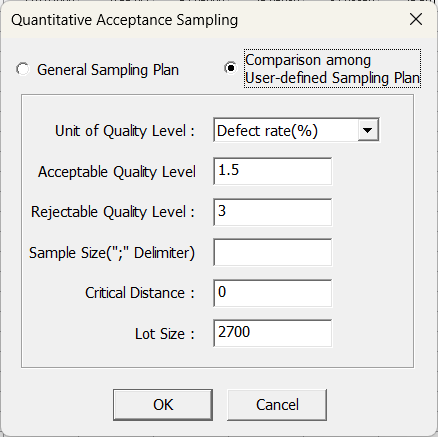 Quantitative Acceptance Sampling
General Sampling Plan
Comparison among
User-defined Sampling Plan
Unit of Quality Level : Defect rate(%)
Acceptable Quality Level 1.5
Rejectable Quality Level : 3
Sample Size(";" Delimiter)
Critical Distance : 0
Lot Size : 2700
OK Cancel